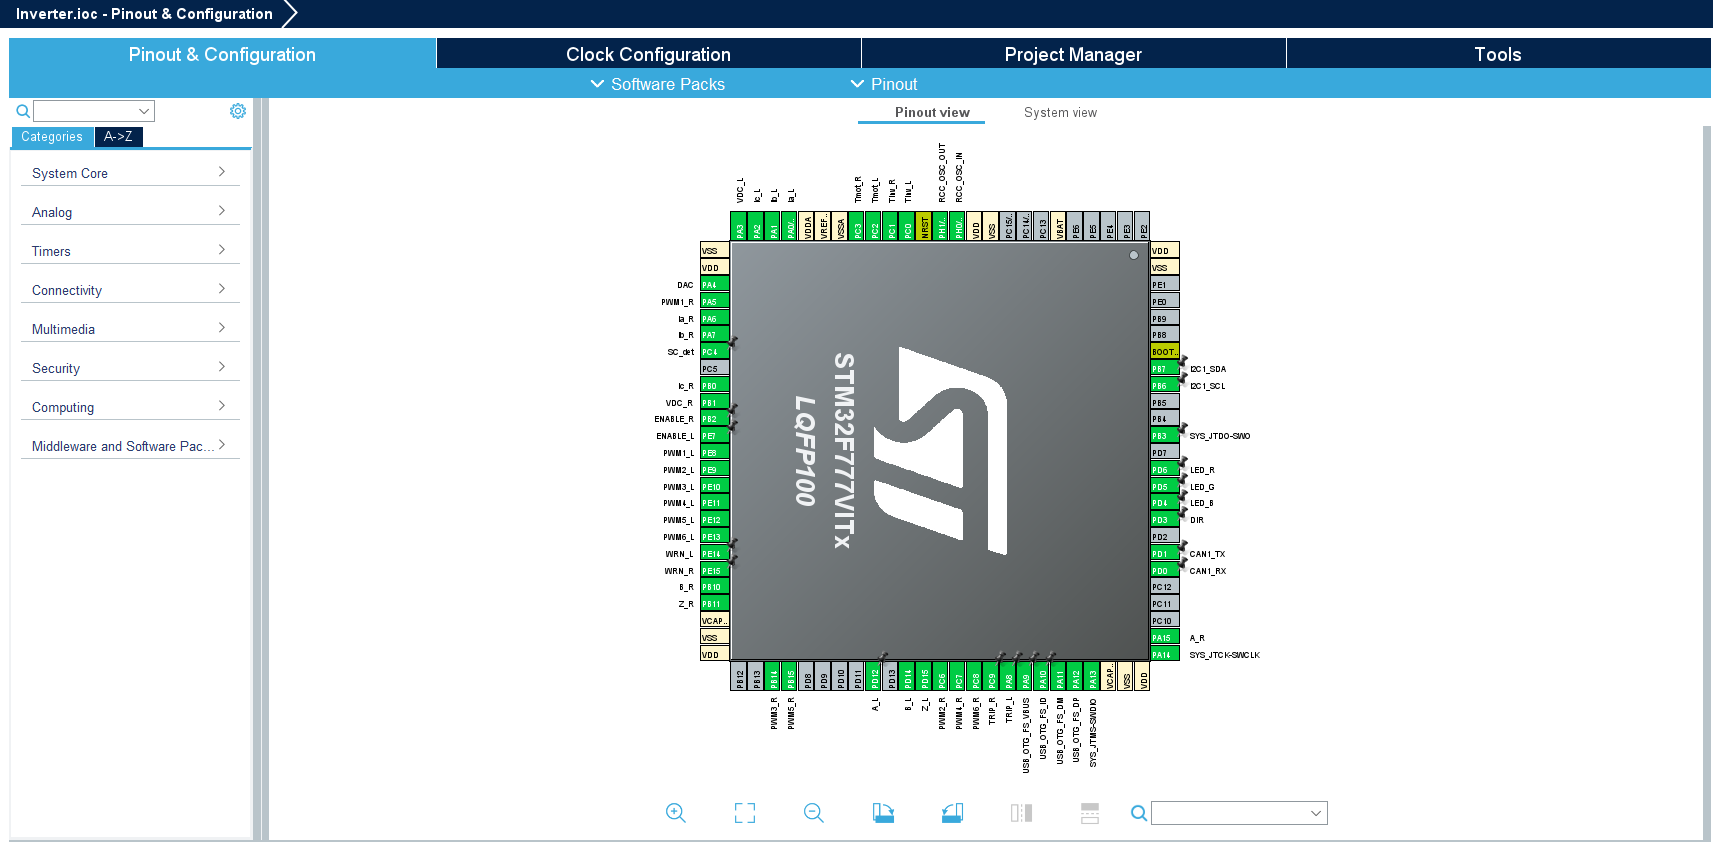 Inverter.ioc - Pinout & Configuration
Pinout & Configuration
Clock Configuration
Project Manager
Tools
Software Packs
Pinout
Categories
A->Z
System Core
Analog
Timers
Connectivity
Multimedia
Security
Computing
Middleware and Software Pac...
Pinout view
System view
VDC_L
Ic_L
Ib_L
Ia_L
Tmot_R
Tmot_L
TInv_R
TInv_L
RCC_OSC_OUT
RCC_OSC_IN
PA3
PA2
PA1
PA0/..
VDDA
VREF..
VSSA
PC3
PC2
PC1
PC0
NRST
PH1/..
PH0/..
VDD
VSS
PC15/..
PC14/..
PC13
VBAT
PE6
PE5
PE4
PE3
PE2
VSS
VDD
DAC PA4
PWM1_R PA5
Ia_R PA6
Ib_R PA7
SC_det PC4
PC5
Ic_R PB0
VDC_R PB1
ENABLE_R PB2
ENABLE_L PE7
PWM1_L PE8
PWM2_L PE9
PWM3_L PE10
PWM4_L PE11
PWM5_L PE12
PWM6_L PE13
WRN_L PE14
WRN_R PE15
B_R PB10
Z_R PB11
VCAP..
VSS
VDD
STM32F777VITx
LQFP100
VDD
VSS
PE1
PE0
PB9
PB8
BOOT..
PB7 I2C1_SDA
PB6 I2C1_SCL
PB5
PB4
PB3 SYS_JTDO-SWO
PD7
PD6 LED_R
PD5 LED_G
PD4 LED_B
PD3 DIR
PD2
PD1 CAN1_TX
PD0 CAN1_RX
PC12
PC11
PC10
PA15 A_R
PA14 SYS_JTCK-SWCLK
PB12
PB13
PB14
PB15
PD8
PD9
PD10
PD11
PD12
PD13
PD14
PD15
PC6
PC7
PC8
PC9
PA8
PA9
PA10
PA11
PA12
PA13
VCAP..
VSS
VDD
PWM3_R
PWM5_R
A_L
B_L
Z_L
PWM2_R
PWM4_R
PWM6_R
TRIP_R
TRIP_L
USB_OTG_FS_VBUS
USB_OTG_FS_ID
USB_OTG_FS_DM
USB_OTG_FS_DP
SYS_JTMS-SWDIO